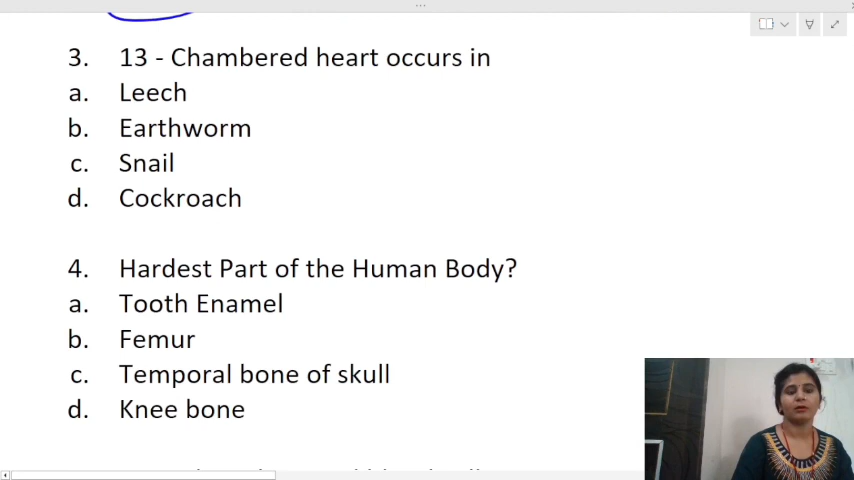 3. 13 - Chambered heart occurs in
a. Leech
b. Earthworm
c. Snail
d. Cockroach
4. Hardest Part of the Human Body?
a. Tooth Enamel
b. Femur
c. Temporal bone of skull
d. Knee bone